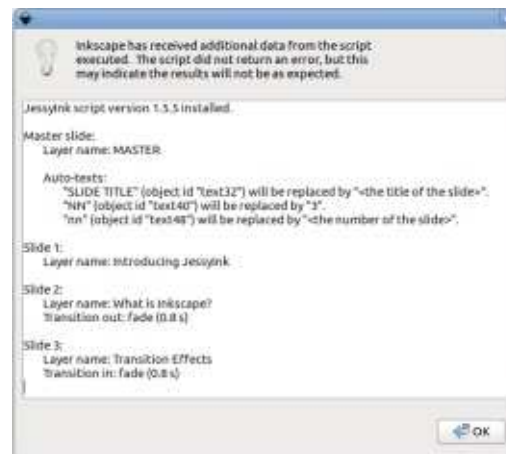 Inkscape has received additional data from the script
executed. The script did not return an error, but this
may indicate the results will not be as expected.
JessyInk script version 1.5.5 installed.
Master slide:
Layer name: MASTER
Auto-texts:
"SLIDE TITLE" (object id "text32") will be replaced by "<the title of the slide>".
"NN" (object id "text40") will be replaced by "3".
"nn" (object id "text48") will be replaced by "<the number of the slide>".
Slide 1:
Layer name: Introducing JessyInk
Slide 2:
Layer name: What is Inkscape?
Transition out: fade (0.8 s)
Slide 3:
Layer name: Transition Effects
Transition in: fade (0.8 s)
OK